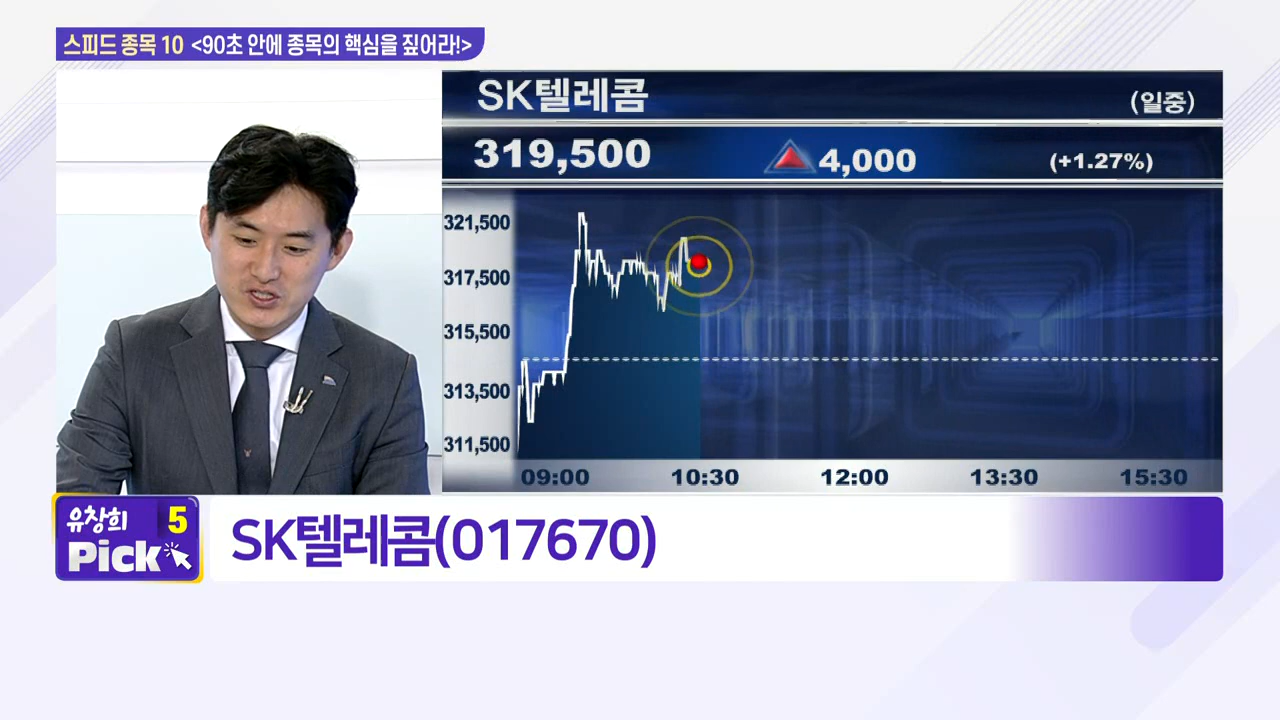 스피드 종목 10 <90초 안에 종목의 핵심을 짚어라!>
SK텔레콤
(일중)
319,500
4,000
(+1.27%)
321,500
317,500
315,500
313,500
311,500
09:00 10:30 12:00 13:30 15:30
유창희 5
Pick
SK텔레콤(017670)